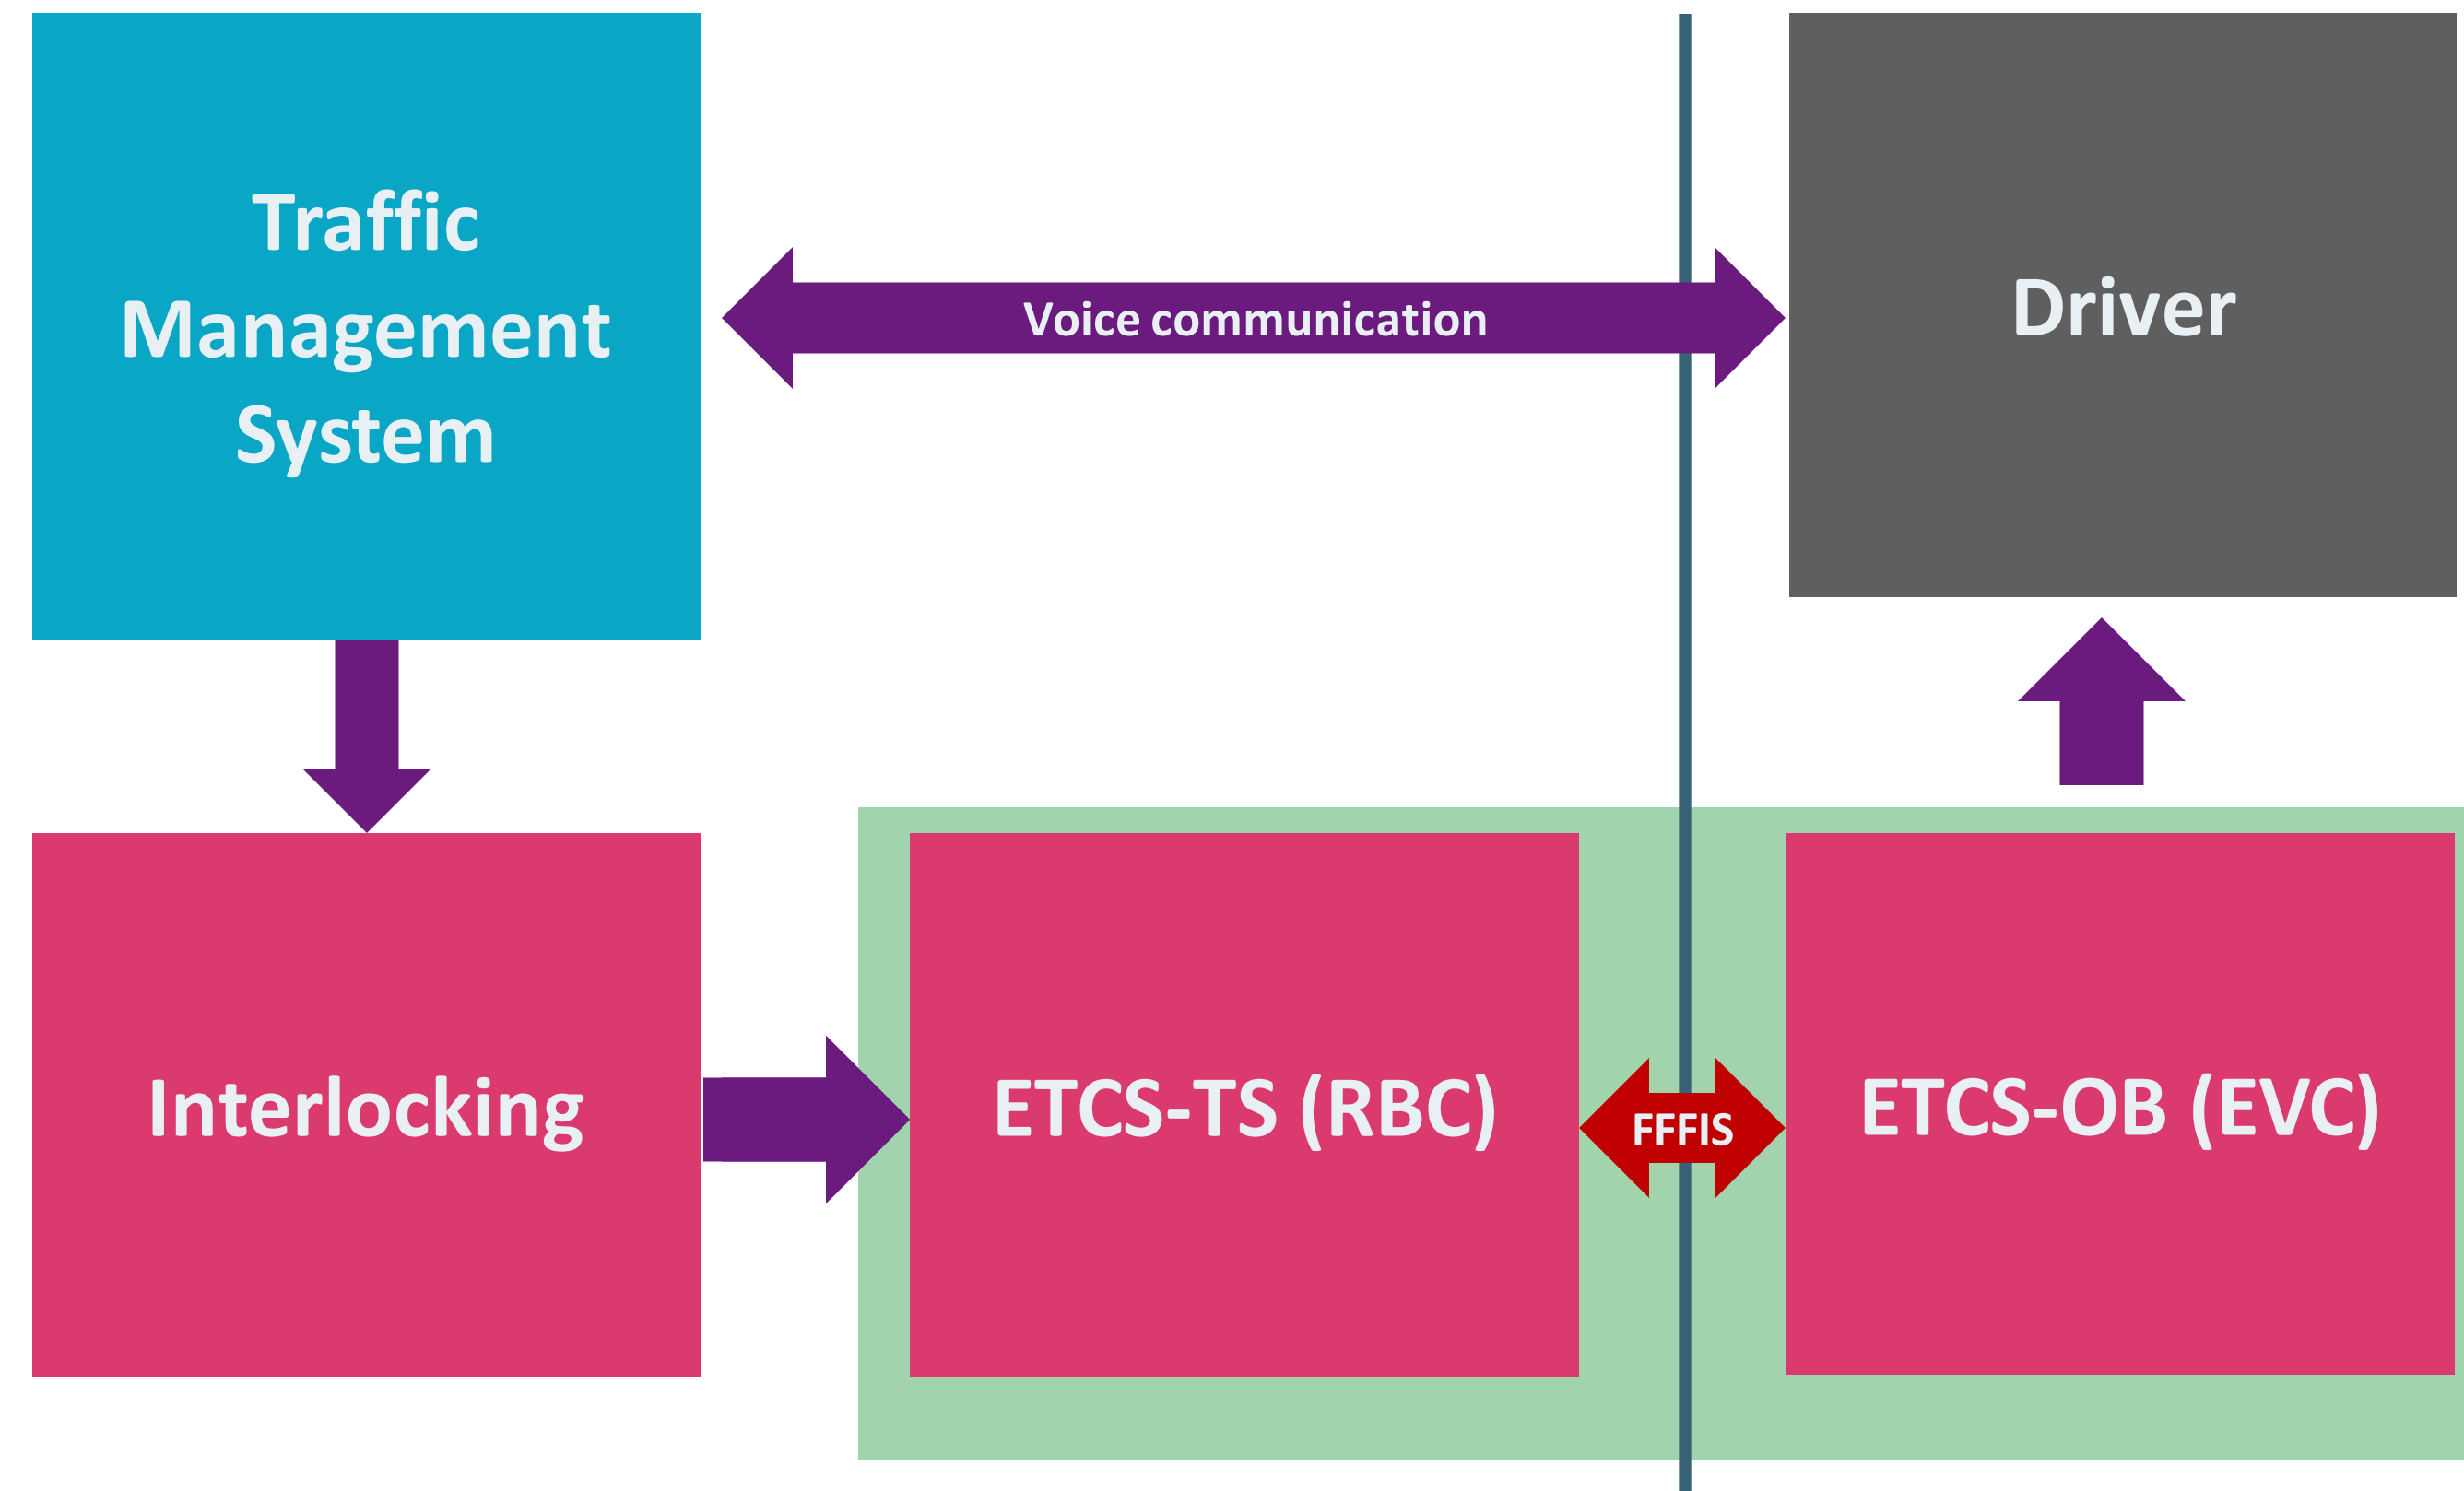 Traffic
Management
System
Voice communication
Driver
Interlocking
ETCS-TS (RBC)
FFFIS
ETCS-OB (EVC)